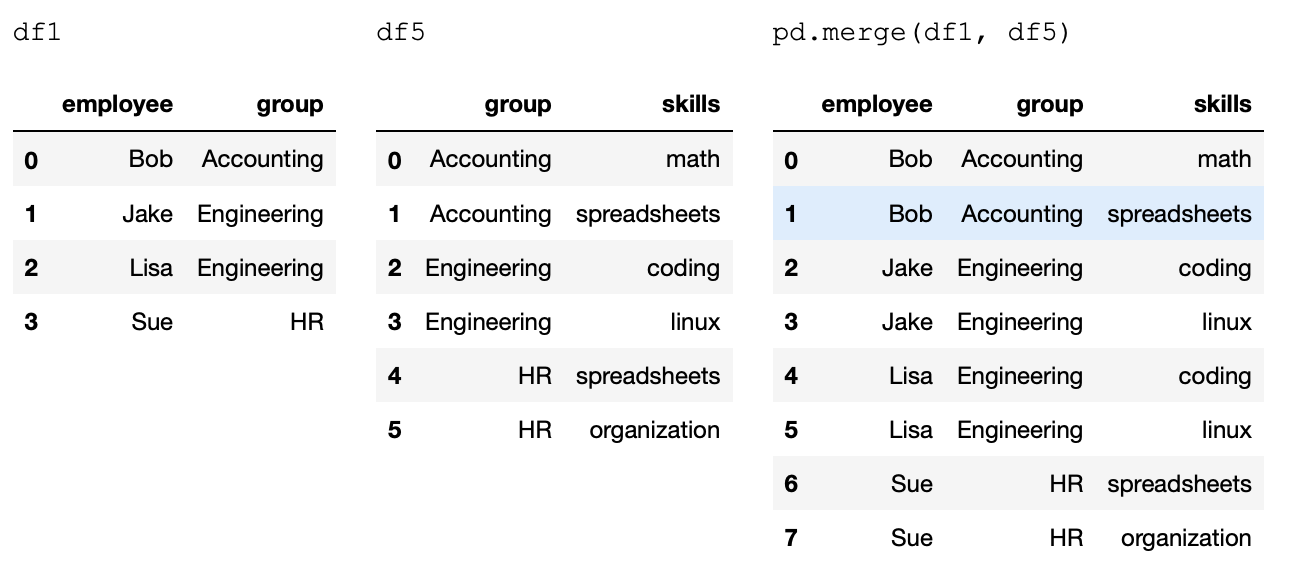 df1
employee group
0 Bob Accounting
1 Jake Engineering
2 Lisa Engineering
3 Sue HR
df5
group skills
0 Accounting math
1 Accounting spreadsheets
2 Engineering coding
3 Engineering linux
4 HR spreadsheets
5 HR organization
pd.merge(df1, df5)
employee group skills
0 Bob Accounting math
1 Bob Accounting spreadsheets
2 Jake Engineering coding
3 Jake Engineering linux
4 Lisa Engineering coding
5 Lisa Engineering linux
6 Sue HR spreadsheets
7 Sue HR organization